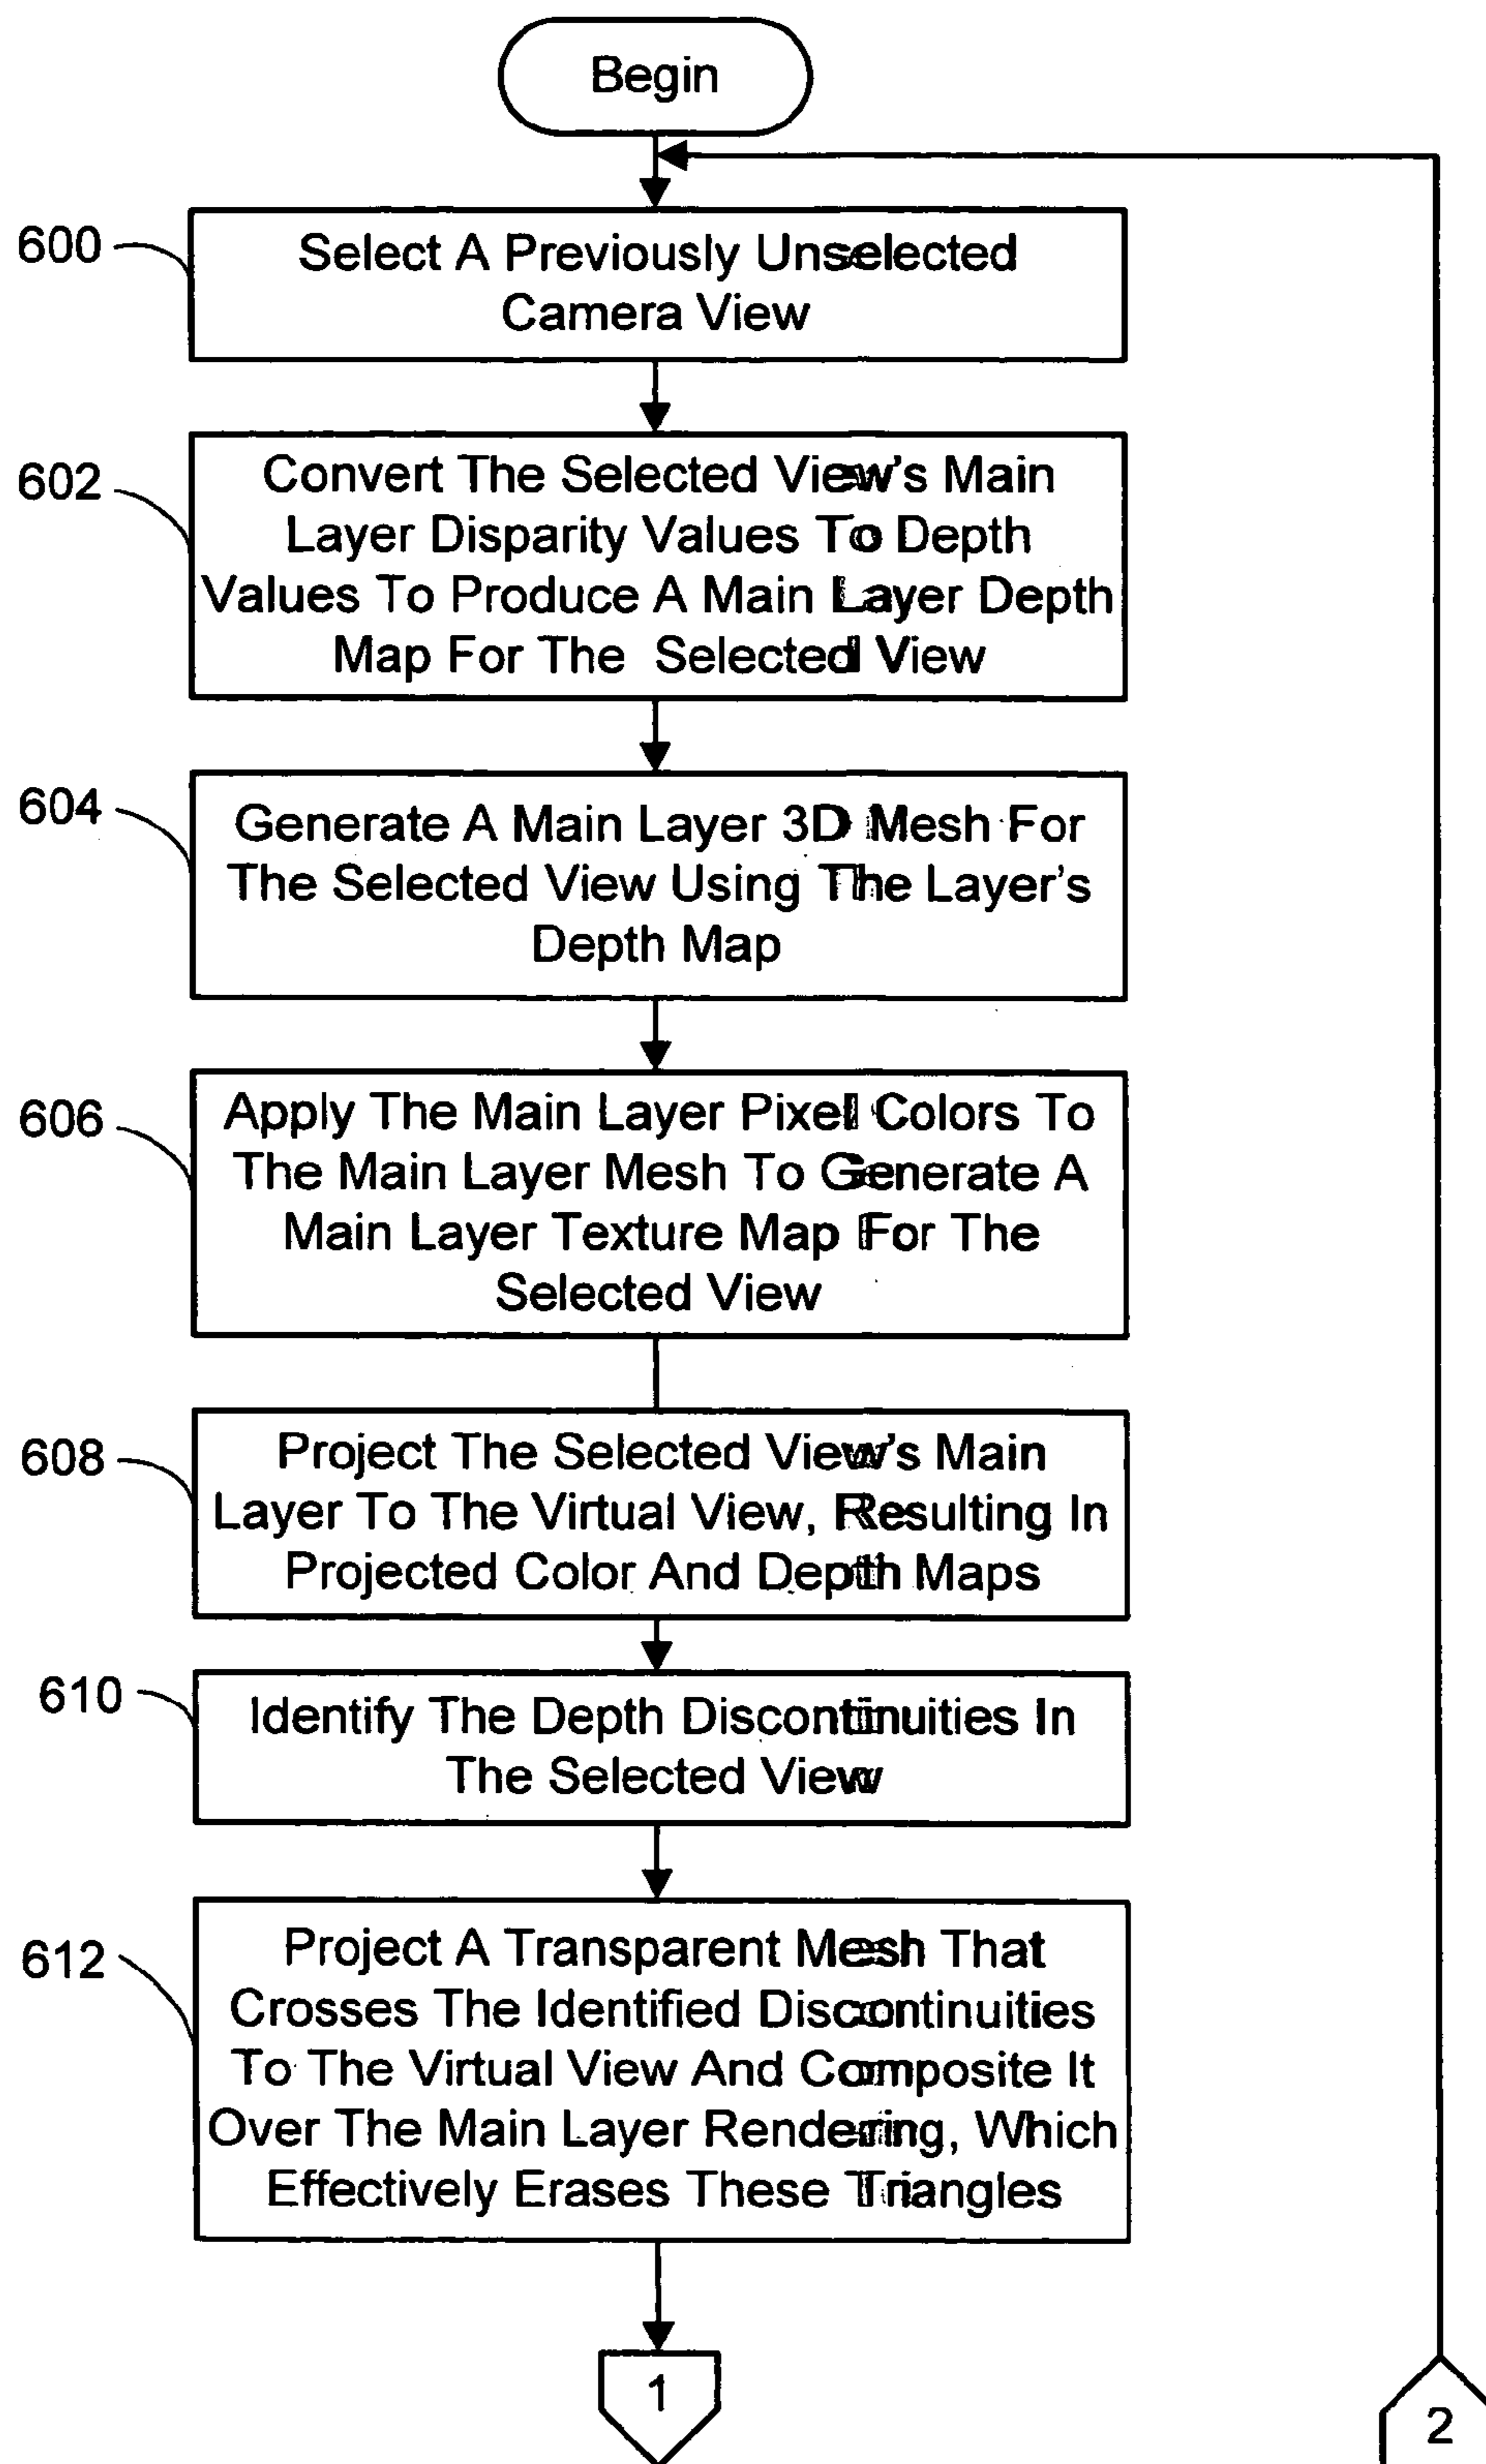 Begin
600
Select A Previously Unselected
Camera View
602
Convert The Selected View's Main
Layer Disparity Values To Depth
Values To Produce A Main Layer Depth
Map For The Selected View
604
Generate A Main Layer 3D Mesh For
The Selected View Using The Layer's
Depth Map
606
Apply The Main Layer Pixel Colors To
The Main Layer Mesh To Generate A
Main Layer Texture Map For The
Selected View
608
Project The Selected View's Main
Layer To The Virtual View, Resulting In
Projected Color And Depth Maps
610
Identify The Depth Discontinuities In
The Selected View
612
Project A Transparent Mesh That
Crosses The Identified Discontinuities
To The Virtual View And Composite It
Over The Main Layer Rendering, Which
Effectively Erases These Triangles
1
2